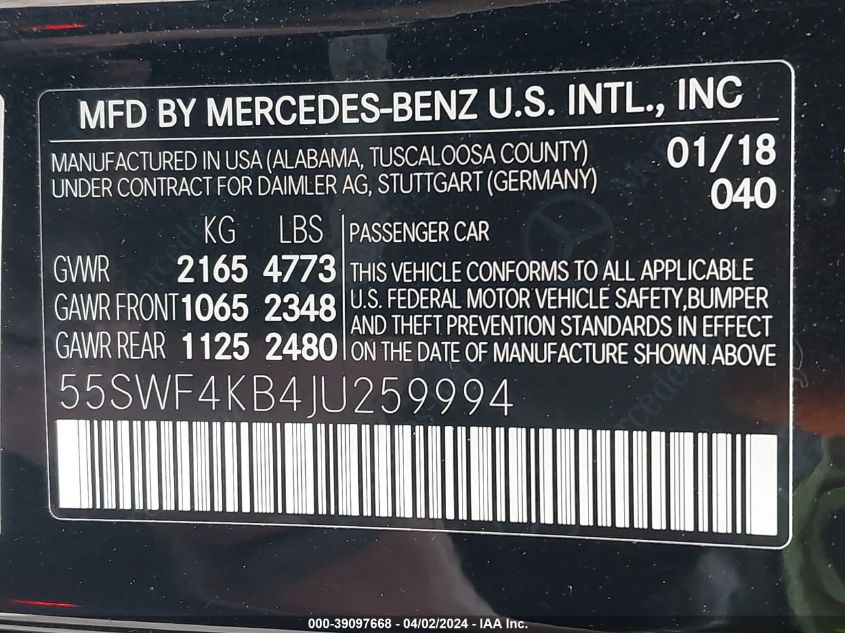 MFD BY MERCEDES-BENZ U.S. INTL., INC
MANUFACTURED IN USA (ALABAMA, TUSCALOOSA COUNTY) 01/18
UNDER CONTRACT FOR DAIMLER AG, STUTTGART (GERMANY) 040
KG LBS
GVWR 2165 4773
GAWR FRONT 1065 2348
GAWR REAR 1125 2480
PASSENGER CAR
THIS VEHICLE CONFORMS TO ALL APPLICABLE
U.S. FEDERAL MOTOR VEHICLE SAFETY,BUMPER
AND THEFT PREVENTION STANDARDS IN EFFECT
ON THE DATE OF MANUFACTURE SHOWN ABOVE
55SWF4KB4JU259994
000-39097668 - 04/02/2024 - IAA Inc.